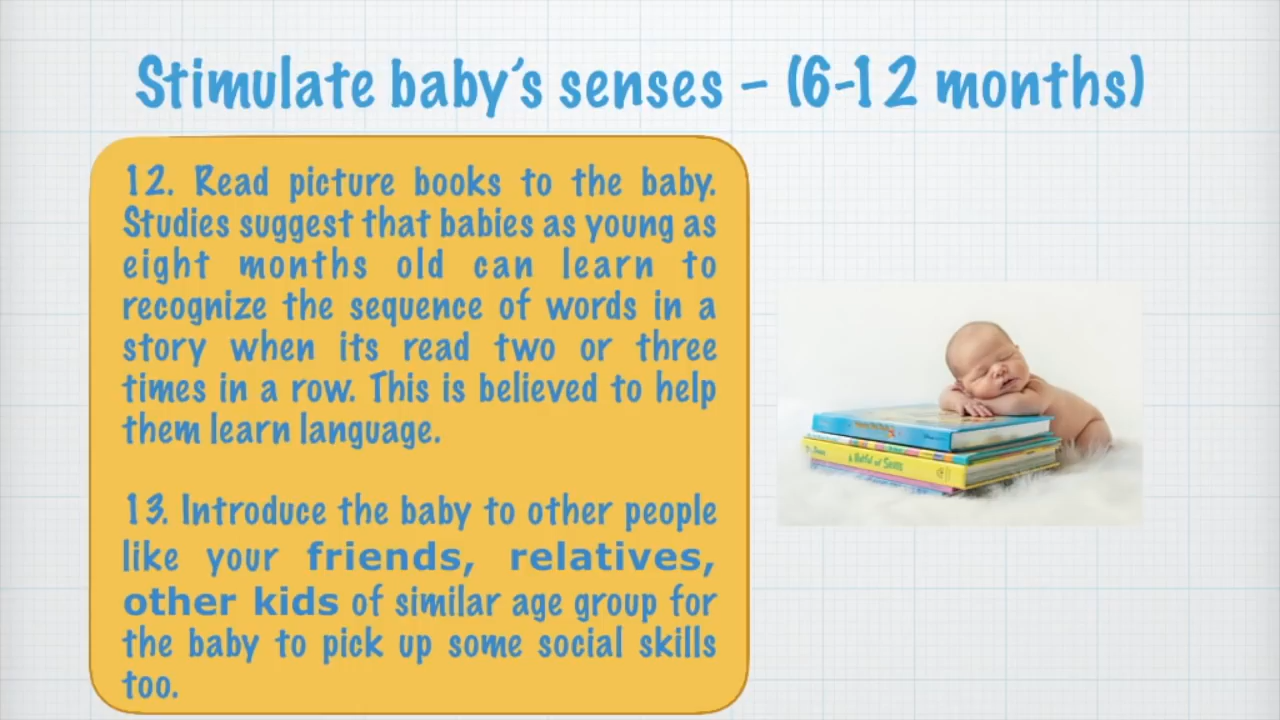 Stimulate baby's senses – (6-12 months)
12. Read picture books to the baby.
Studies suggest that babies as young as
eight months old can learn to
recognize the sequence of words in a
story when its read two or three
times in a row. This is believed to help
them learn language.
13. Introduce the baby to other people
like your friends, relatives,
other kids of similar age group for
the baby to pick up some social skills
too.